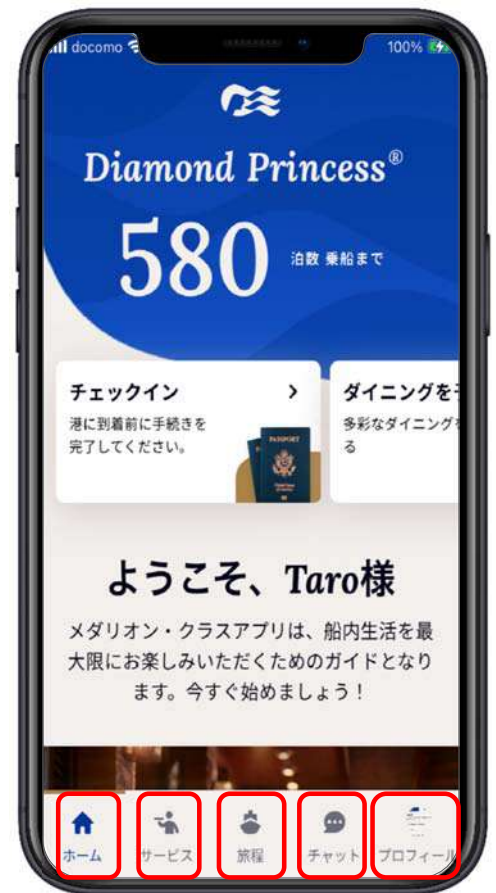 docomo
100%
Diamond Princess®
580 泊数 乗船まで
チェックイン
港に到着前に手続きを
完了してください。
PASSPORT
ダイニングを
多彩なダイニング
る
ようこそ、Taro様
メダリオン・クラスアプリは、船内生活を最
大限にお楽しみいただくためのガイドとなり
ます。今すぐ始めましょう！
ホーム サービス 旅程 チャット プロフィール